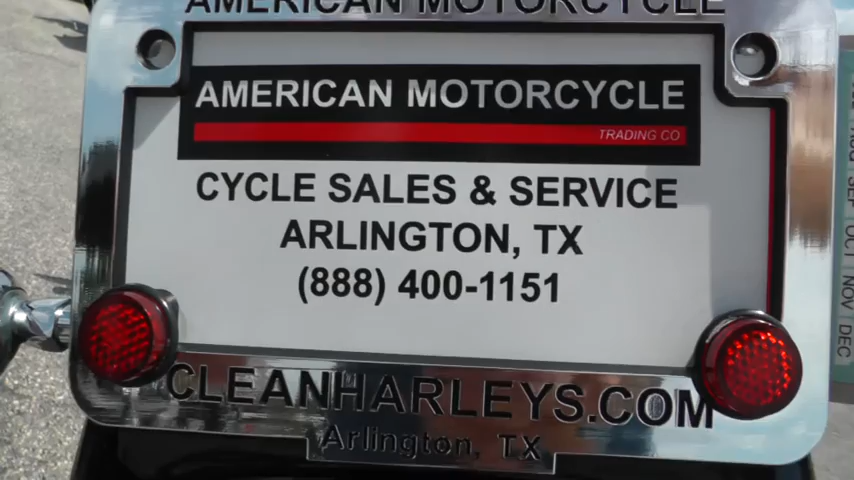 AMERICAN MOTORCYCLE
AMERICAN MOTORCYCLE
TRADING CO
CYCLE SALES & SERVICE
ARLINGTON, TX
(888) 400-1151
CLEANHARLEYS.COM
Arlington, TX
AUG
SEP
OCT
NOV
DEC